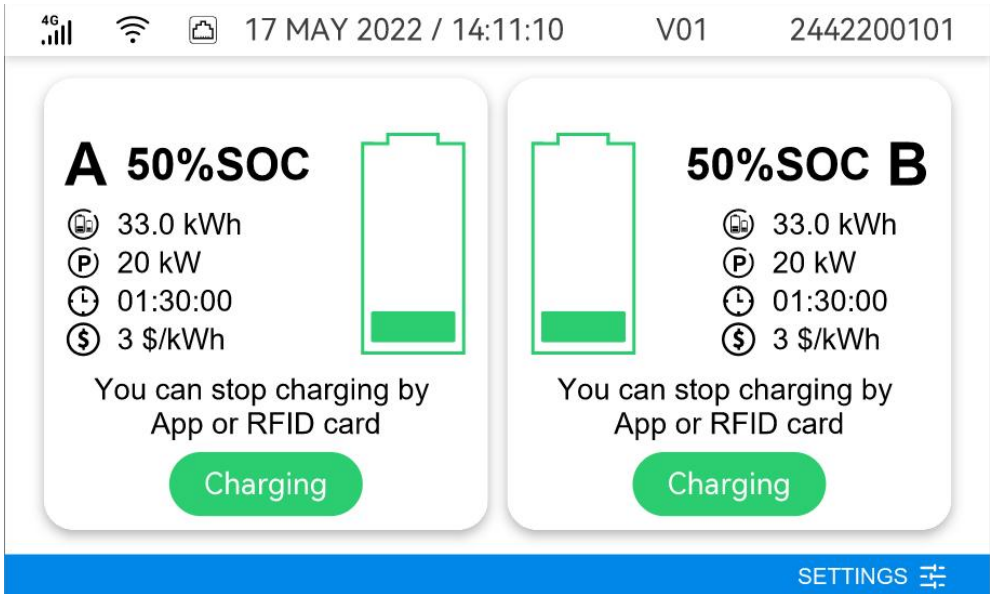 4G 17 MAY 2022 / 14:11:10 V01 2442200101
A 50%SOC
33.0 kWh
P 20 kW
01:30:00
$ 3 $/kWh
You can stop charging by
App or RFID card
Charging
50%SOC B
33.0 kWh
P 20 kW
01:30:00
$ 3 $/kWh
You can stop charging by
App or RFID card
Charging
SETTINGS